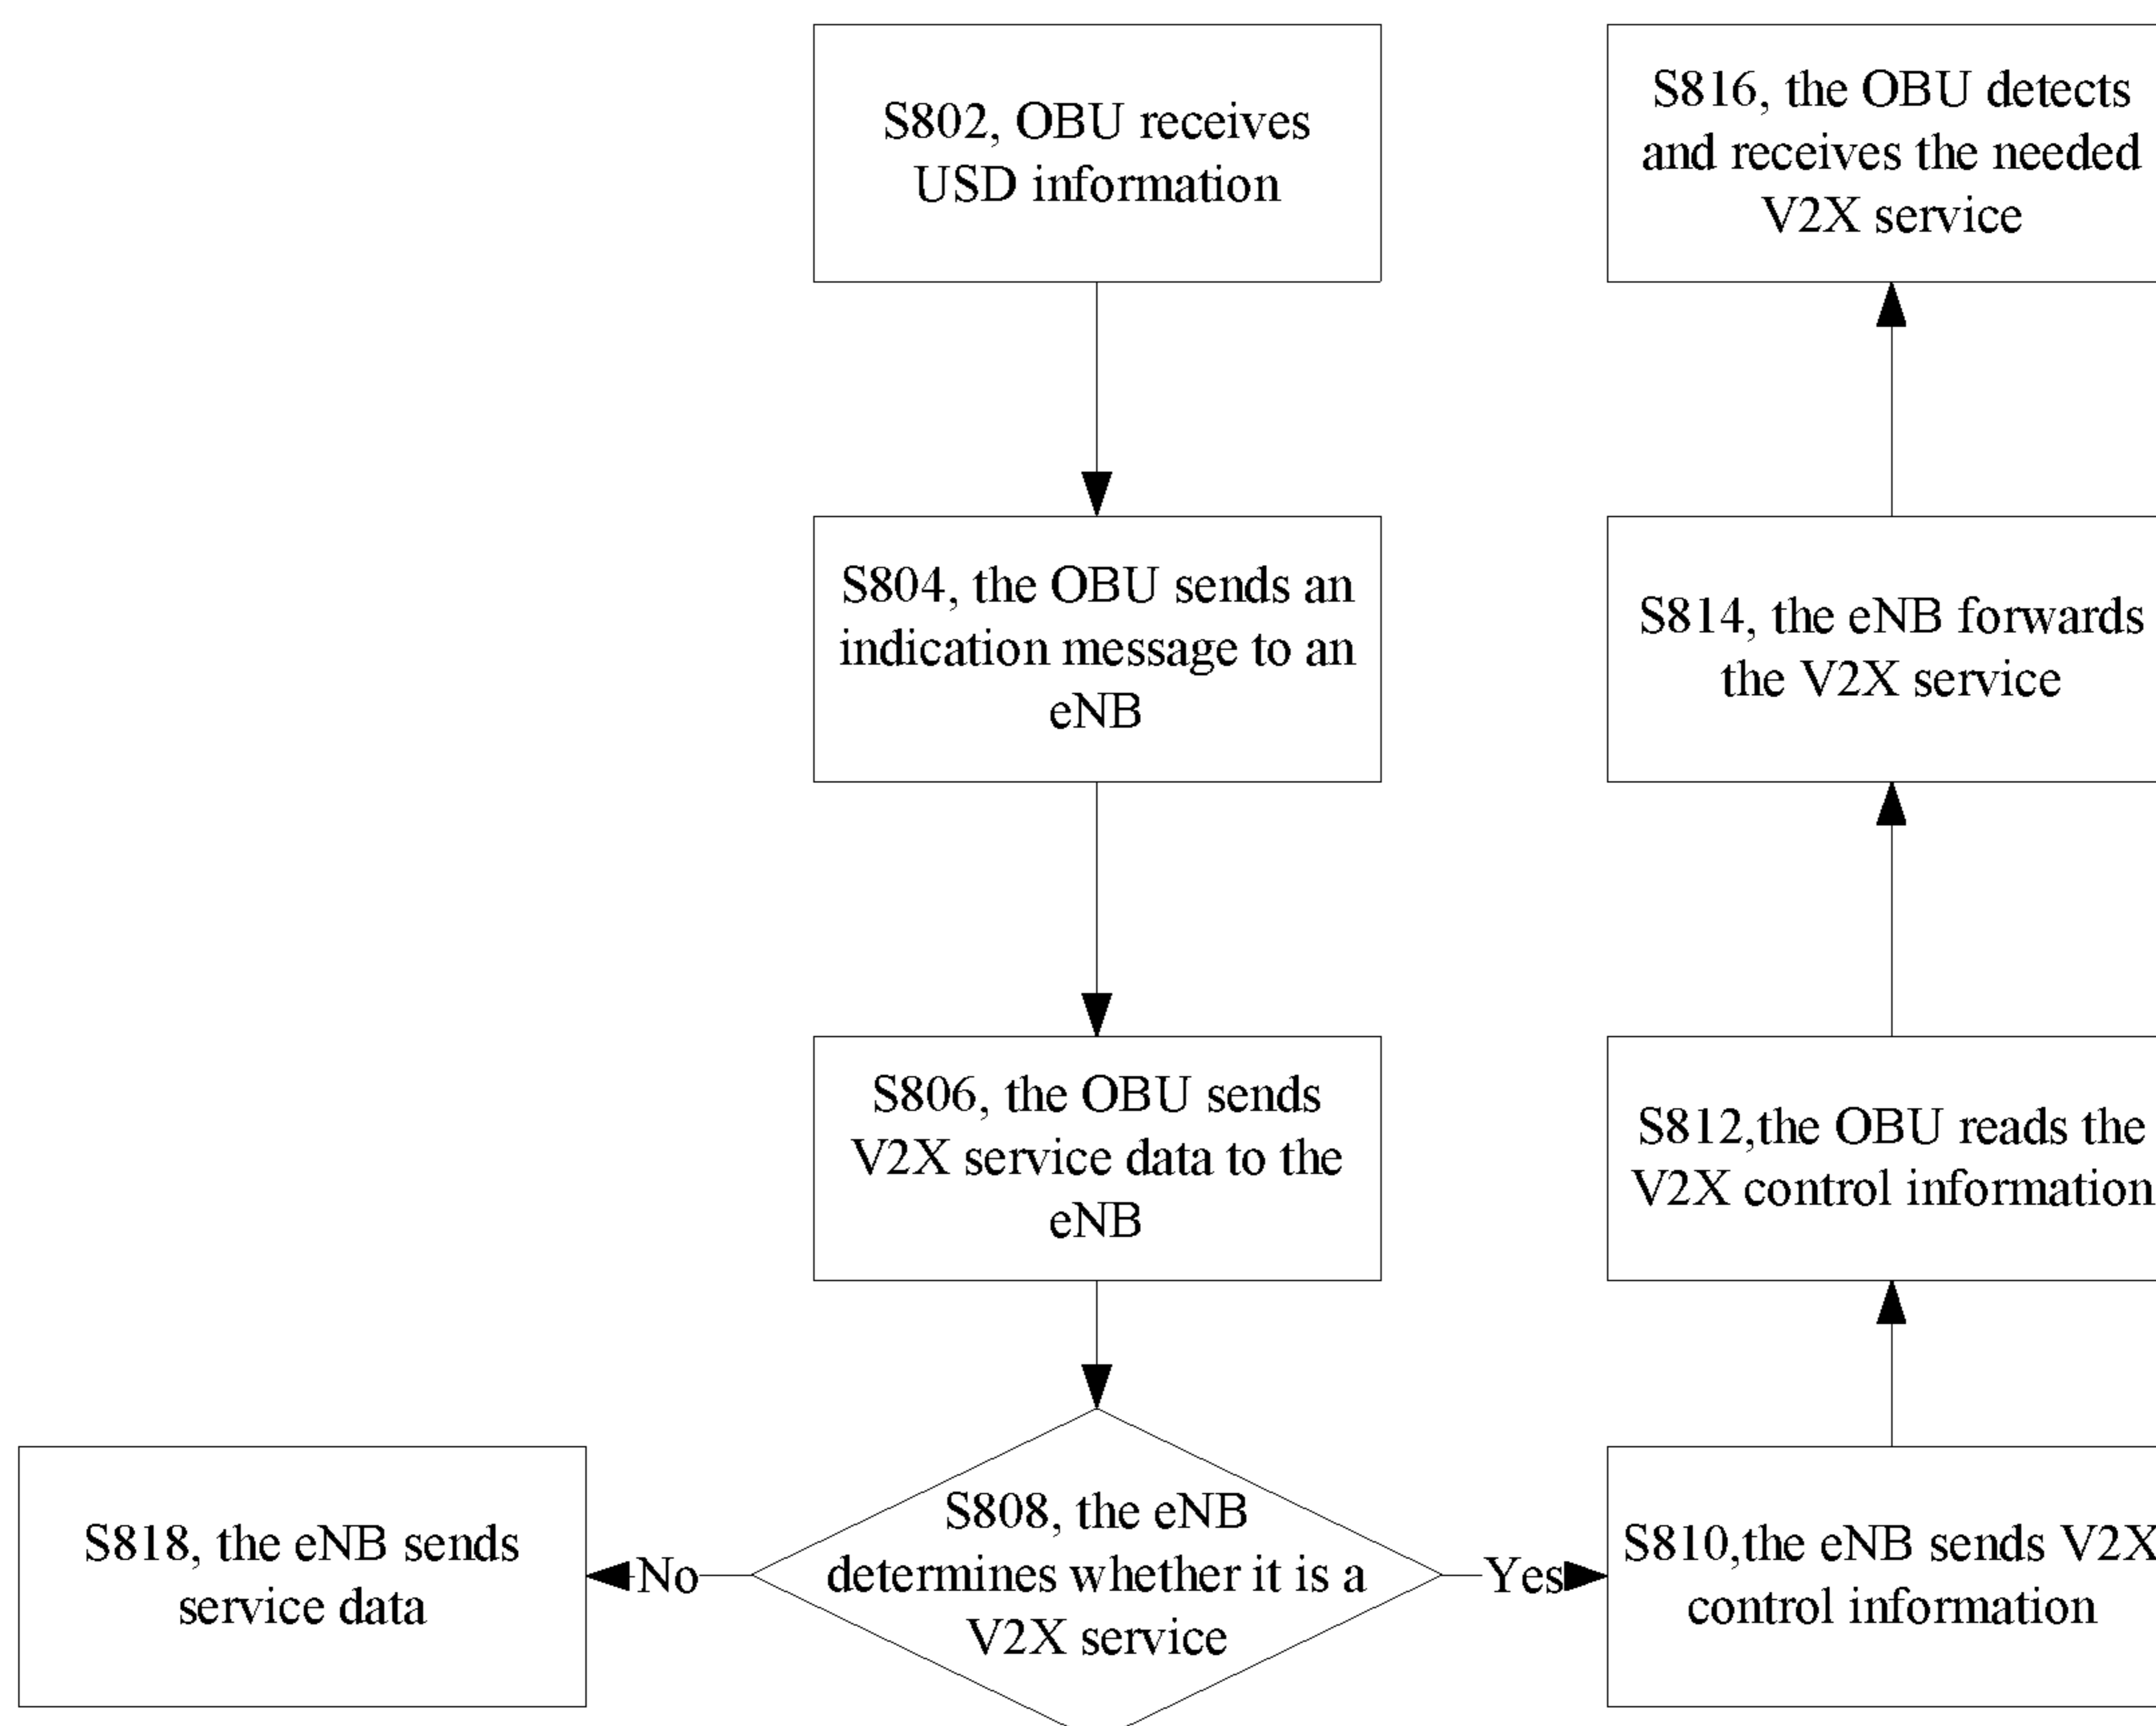 S802, OBU receives
USD information
S804, the OBU sends an
indication message to an
eNB
S806, the OBU sends
V2X service data to the
eNB
S808, the eNB
determines whether it is a
V2X service
No
S818, the eNB sends
service data
Yes
S810,the eNB sends V2X
control information
S812,the OBU reads the
V2X control information
S814, the eNB forwards
the V2X service
S816, the OBU detects
and receives the needed
V2X service